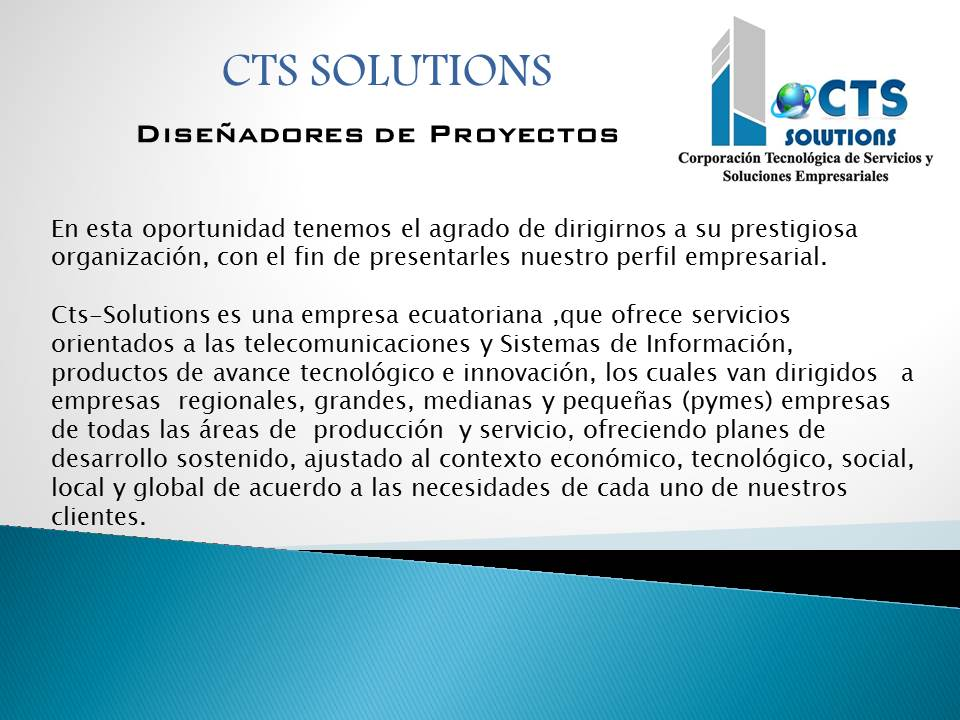 CTS SOLUTIONS
DISEÑADORES DE PROYECTOS
CTS
SOLUTIONS
Corporación Tecnológica de Servicios y
Soluciones Empresariales
En esta oportunidad tenemos el agrado de dirigirnos a su prestigiosa
organización, con el fin de presentarles nuestro perfil empresarial.
Cts-Solutions es una empresa ecuatoriana ,que ofrece servicios
orientados a las telecomunicaciones y Sistemas de Información,
productos de avance tecnológico e innovación, los cuales van dirigidos   a
empresas  regionales, grandes, medianas y pequeñas (pymes) empresas
de todas las áreas de  producción  y servicio, ofreciendo planes de
desarrollo sostenido, ajustado al contexto económico, tecnológico, social,
local y global de acuerdo a las necesidades de cada uno de nuestros
clientes.